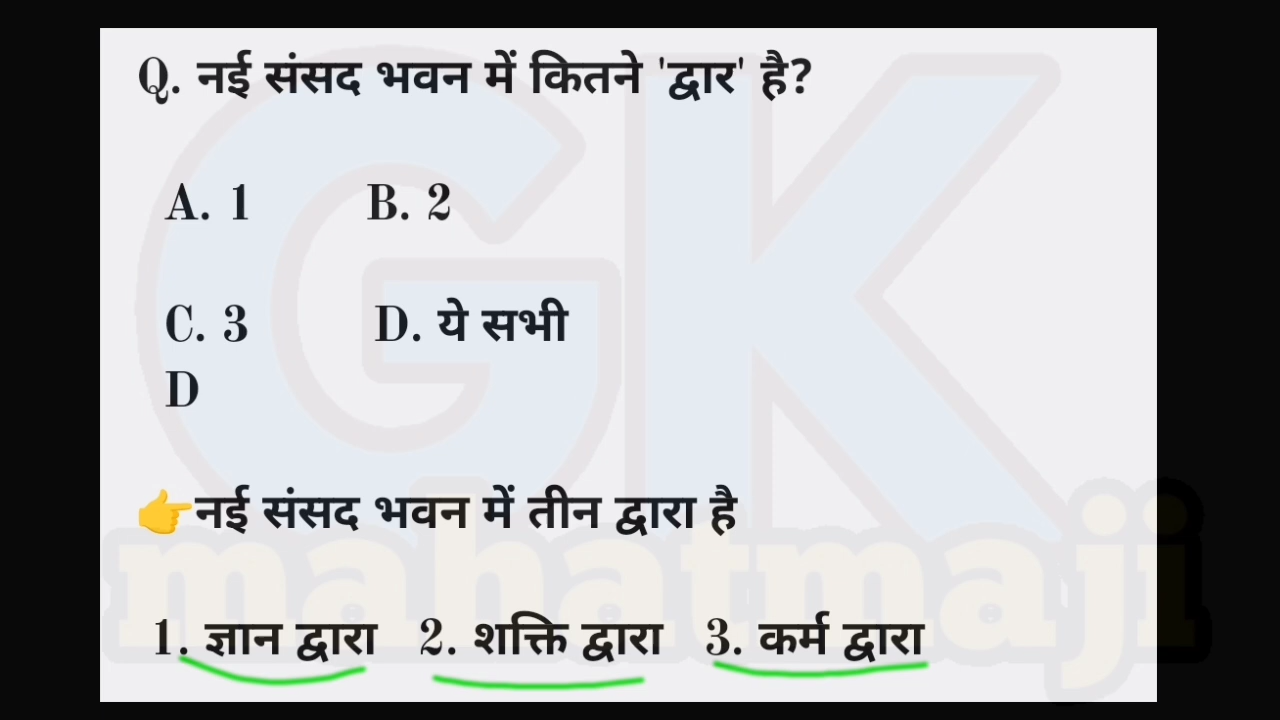 Q. नई संसद भवन में कितने 'द्वार' है?
A. 1 B. 2
C. 3 D. ये सभी
D
👉नई संसद भवन में तीन द्वारा है
1. ज्ञान द्वारा 2. शक्ति द्वारा 3. कर्म द्वारा
GK
mahatmaji